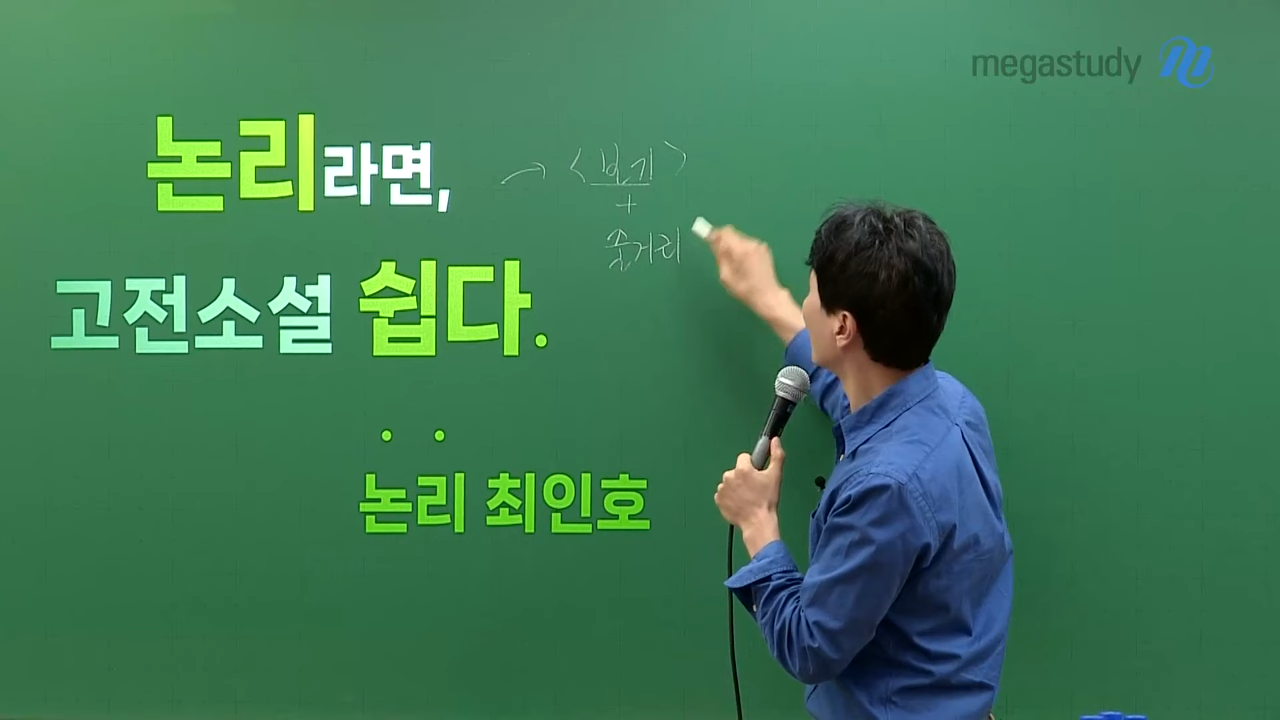 megastudy
논리라면,
고전소설 쉽다.
논리 최인호
<보기>
+
줄거리